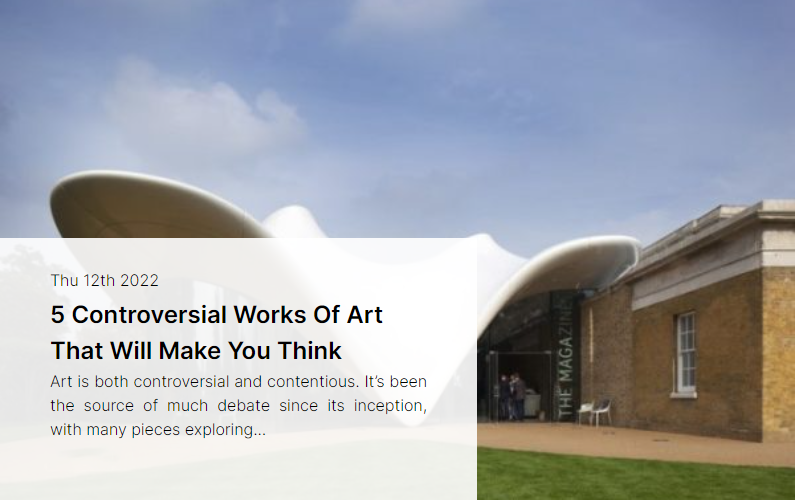 Thu 12th 2022
5 Controversial Works Of Art
That Will Make You Think
Art is both controversial and contentious. It’s been
the source of much debate since its inception,
with many pieces exploring...
THE MAGAZINE